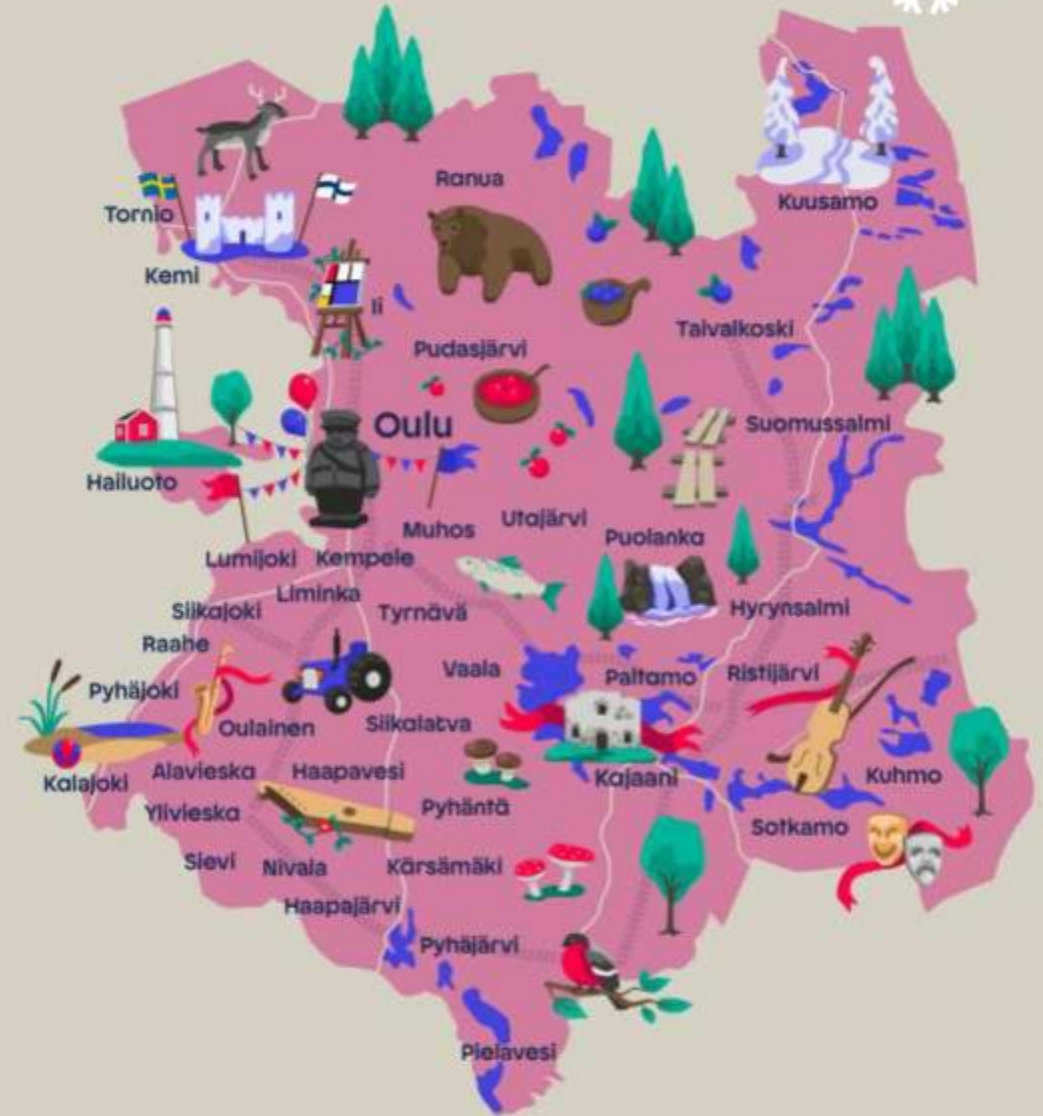 Ranua
Kuusamo
Tornio
Kemi
Ii
Taivalkoski
Pudasjärvi
Oulu
Suomussalmi
Hailuoto
Utajärvi
Muhos
Puolanka
Lumijoki
Kempele
Liminka
Siikajoki
Tyrnävä
Hyrynsalmi
Raahe
Vaala
Paltamo
Ristijärvi
Pyhäjoki
Oulainen
Siikalatva
Kalajoki
Alavieska
Haapavesi
Kajaani
Kuhmo
Pyhäntä
Ylivieska
Sotkamo
Sievi
Nivala
Kärsämäki
Haapajärvi
Pyhäjärvi
Pielavesi